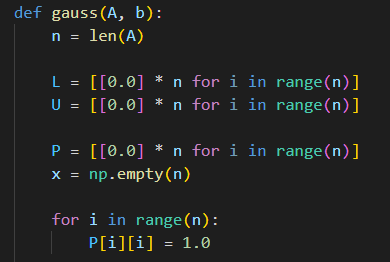 def gauss(A, b):
    n = len(A)

    L = [[0.0] * n for i in range(n)]
    U = [[0.0] * n for i in range(n)]

    P = [[0.0] * n for i in range(n)]
    x = np.empty(n)

    for i in range(n):
        P[i][i] = 1.0